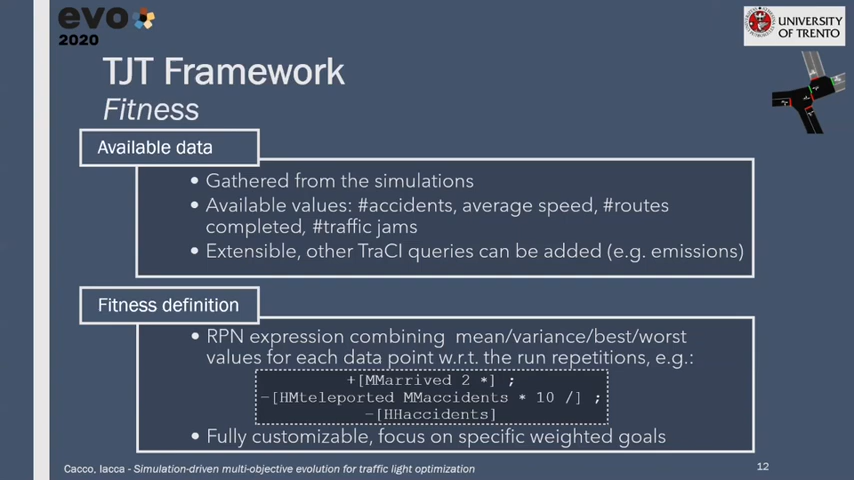 evo
2020
UNIVERSITY
OF TRENTO
TJT Framework
Fitness
Available data
• Gathered from the simulations
• Available values: #accidents, average speed, #routes
completed, #traffic jams
• Extensible, other TraCI queries can be added (e.g. emissions)
Fitness definition
• RPN expression combining mean/variance/best/worst
values for each data point w.r.t. the run repetitions, e.g.:
+[MMarrived 2 *] ;
-[HMteleported MMaccidents * 10 /] ;
-[HHaccidents]
• Fully customizable, focus on specific weighted goals
Cacco, Iacca - Simulation-driven multi-objective evolution for traffic light optimization
12